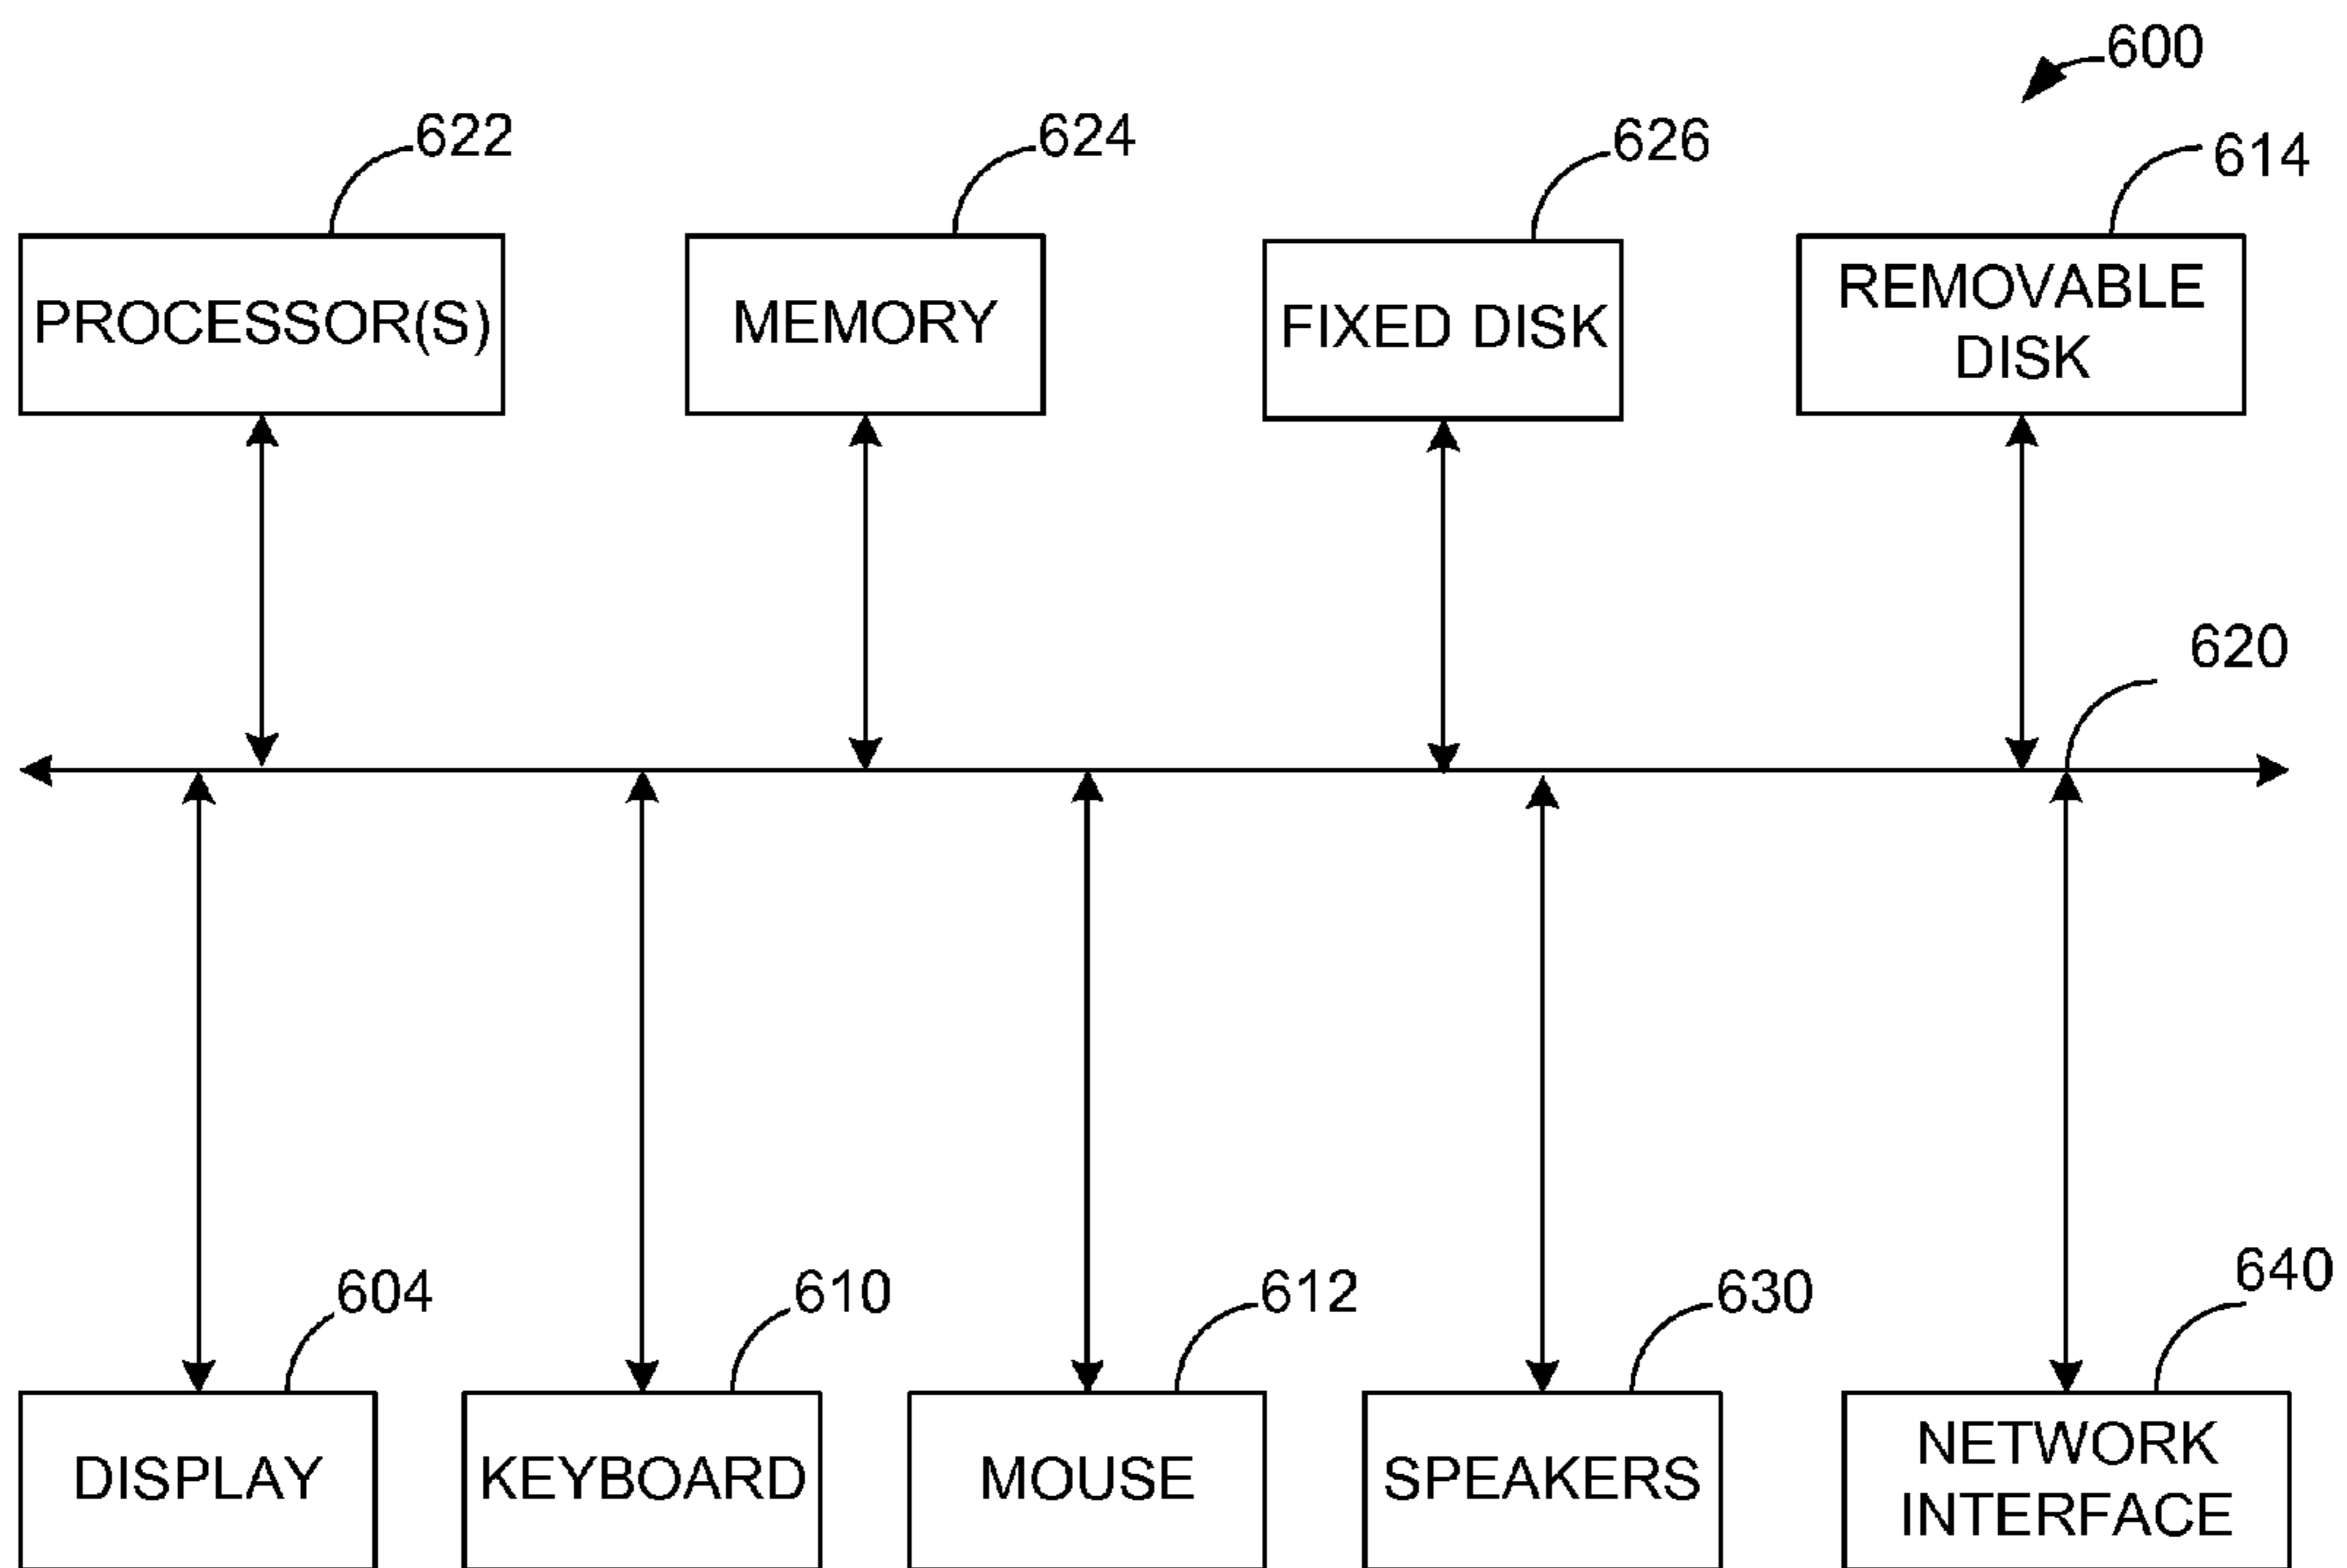 600
622
624
626
614
PROCESSOR(S)
MEMORY
FIXED DISK
REMOVABLE
DISK
620
604
610
612
630
640
DISPLAY
KEYBOARD
MOUSE
SPEAKERS
NETWORK
INTERFACE